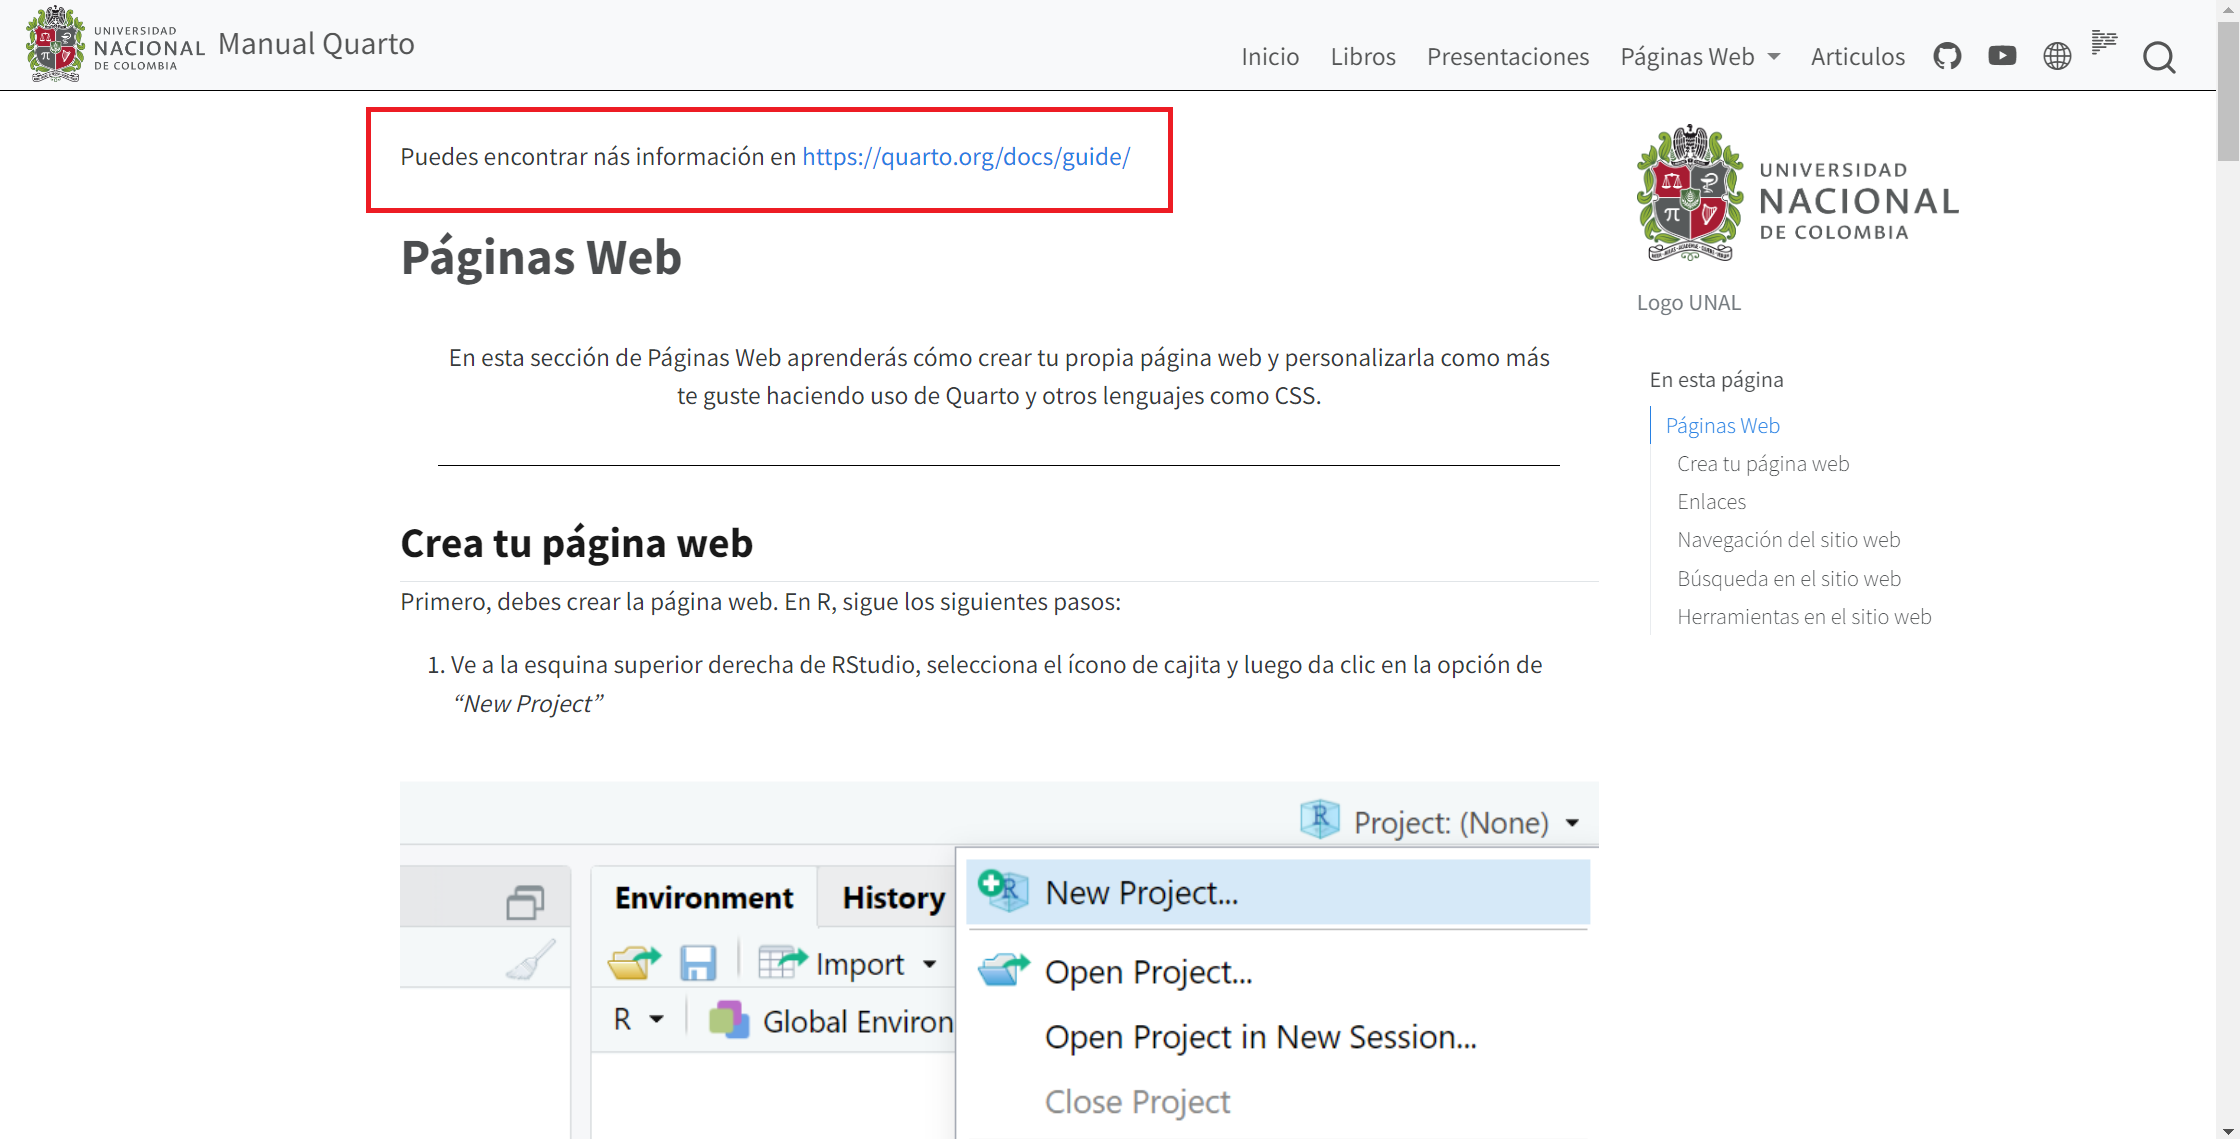 UNIVERSIDAD
NACIONAL
DE COLOMBIA
Manual Quarto
Inicio Libros Presentaciones Páginas Web Articulos
Puedes encontrar nás información en https://quarto.org/docs/guide/
Páginas Web
En esta sección de Páginas Web aprenderás cómo crear tu propia página web y personalizarla como más
te guste haciendo uso de Quarto y otros lenguajes como CSS.
Crea tu página web
Primero, debes crear la página web. En R, sigue los siguientes pasos:
1. Ve a la esquina superior derecha de RStudio, selecciona el ícono de cajita y luego da clic en la opción de
“New Project”
R Project: (None)
Environment History
Import
R Global Environ
R New Project...
Open Project...
Open Project in New Session...
Close Project
UNIVERSIDAD
NACIONAL
DE COLOMBIA
Logo UNAL
En esta página
Páginas Web
Crea tu página web
Enlaces
Navegación del sitio web
Búsqueda en el sitio web
Herramientas en el sitio web